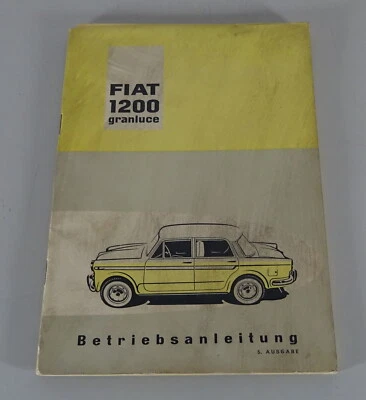 FIAT
1200
granluce
Betriebsanleitung
5. AUSGABE